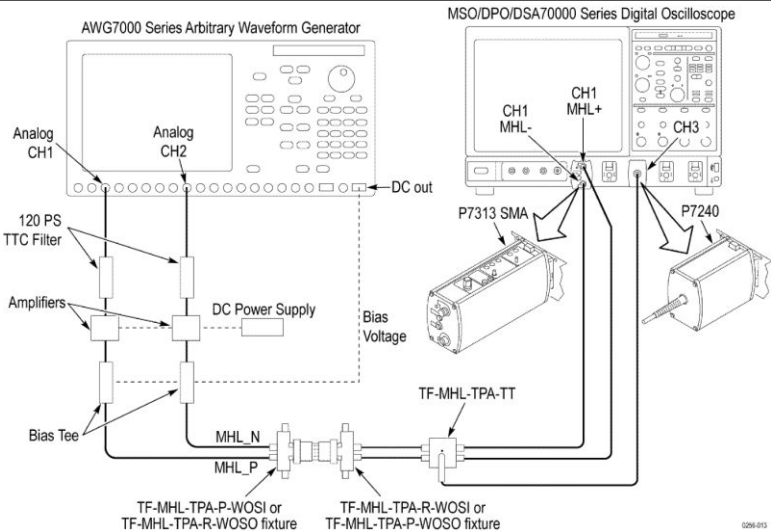 AWG7000 Series Arbitrary Waveform Generator
MSO/DPO/DSA70000 Series Digital Oscilloscope
Analog
CH1
Analog
CH2
DC out
CH1
MHL-
CH1
MHL+
CH3
120 PS
TTC Filter
P7313 SMA
P7240
Amplifiers
DC Power Supply
Bias
Voltage
Bias Tee
TF-MHL-TPA-TT
MHL_N
MHL_P
TF-MHL-TPA-P-WOSI or
TF-MHL-TPA-R-WOSO fixture
TF-MHL-TPA-R-WOSI or
TF-MHL-TPA-P-WOSO fixture
0256-013